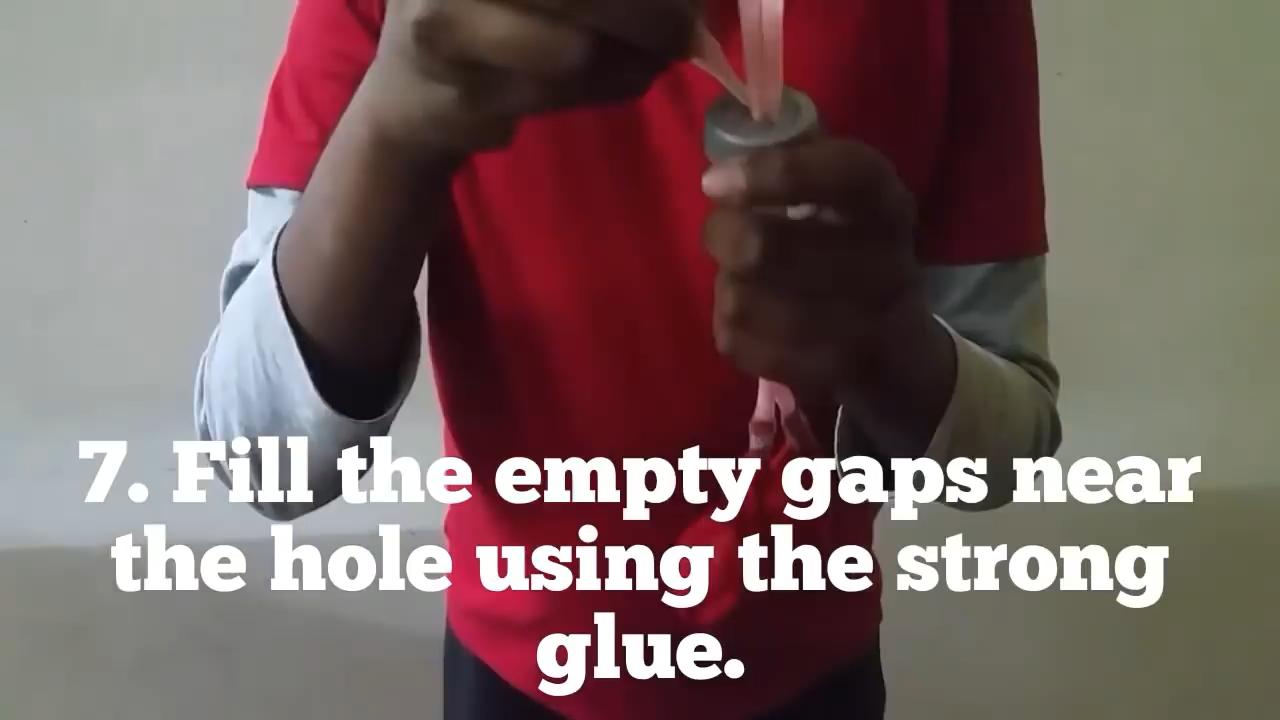 7. Fill the empty gaps near
the hole using the strong
glue.